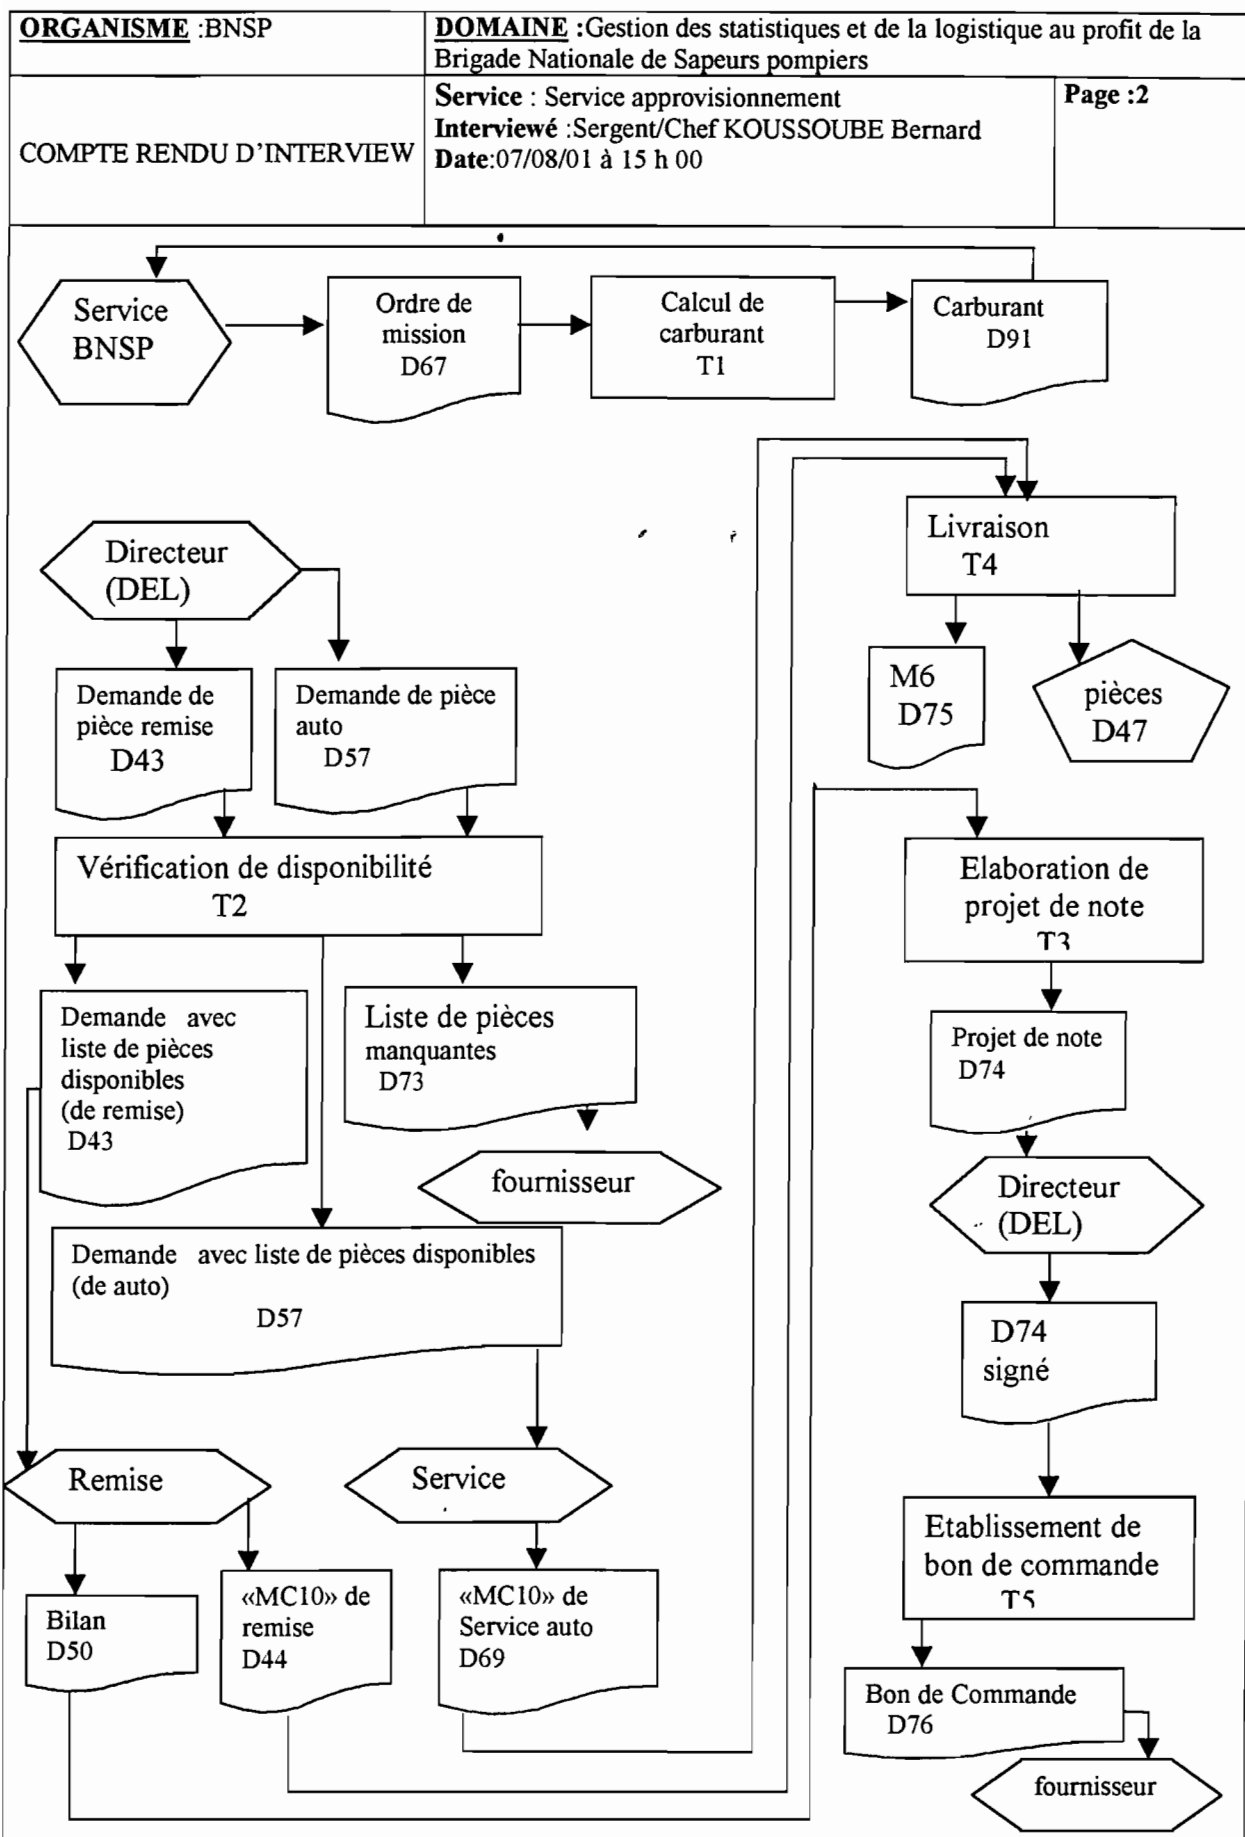 ORGANISME :BNSP
DOMAINE :Gestion des statistiques et de la logistique au profit de la
Brigade Nationale de Sapeurs pompiers
COMPTE RENDU D'INTERVIEW
Service : Service approvisionnement
Interviewé :Sergent/Chef KOUSSOUBE Bernard
Date:07/08/01 à 15 h 00
Page :2
Service
BNSP
Ordre de
mission
D67
Calcul de
carburant
T1
Carburant
D91
Livraison
T4
Directeur
(DEL)
M6
D75
pièces
D47
Demande de
pièce remise
D43
Demande de pièce
auto
D57
Vérification de disponibilité
T2
Elaboration de
projet de note
T3
Demande avec
liste de pièces
disponibles
(de remise)
D43
Liste de pièces
manquantes
D73
Projet de note
D74
fournisseur
Directeur
(DEL)
Demande avec liste de pièces disponibles
(de auto)
D57
D74
signé
Remise
Service
Etablissement de
bon de commande
T5
Bilan
D50
«MC10» de
remise
D44
«MC10» de
Service auto
D69
Bon de Commande
D76
fournisseur